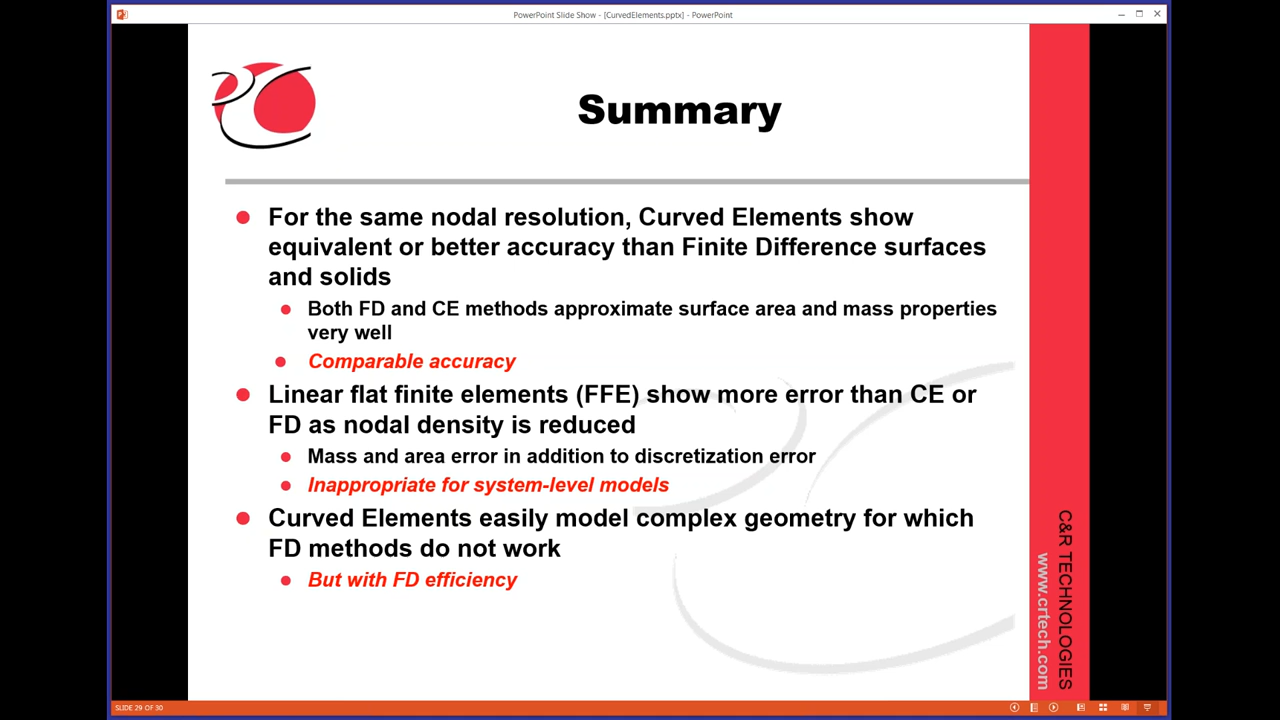 PowerPoint Slide Show - [CurvedElements.pptx] - PowerPoint
Summary
For the same nodal resolution, Curved Elements show
equivalent or better accuracy than Finite Difference surfaces
and solids
Both FD and CE methods approximate surface area and mass properties
very well
Comparable accuracy
Linear flat finite elements (FFE) show more error than CE or
FD as nodal density is reduced
Mass and area error in addition to discretization error
Inappropriate for system-level models
Curved Elements easily model complex geometry for which
FD methods do not work
But with FD efficiency
C&R TECHNOLOGIES
www.crtech.com
SLIDE 29 OF 30